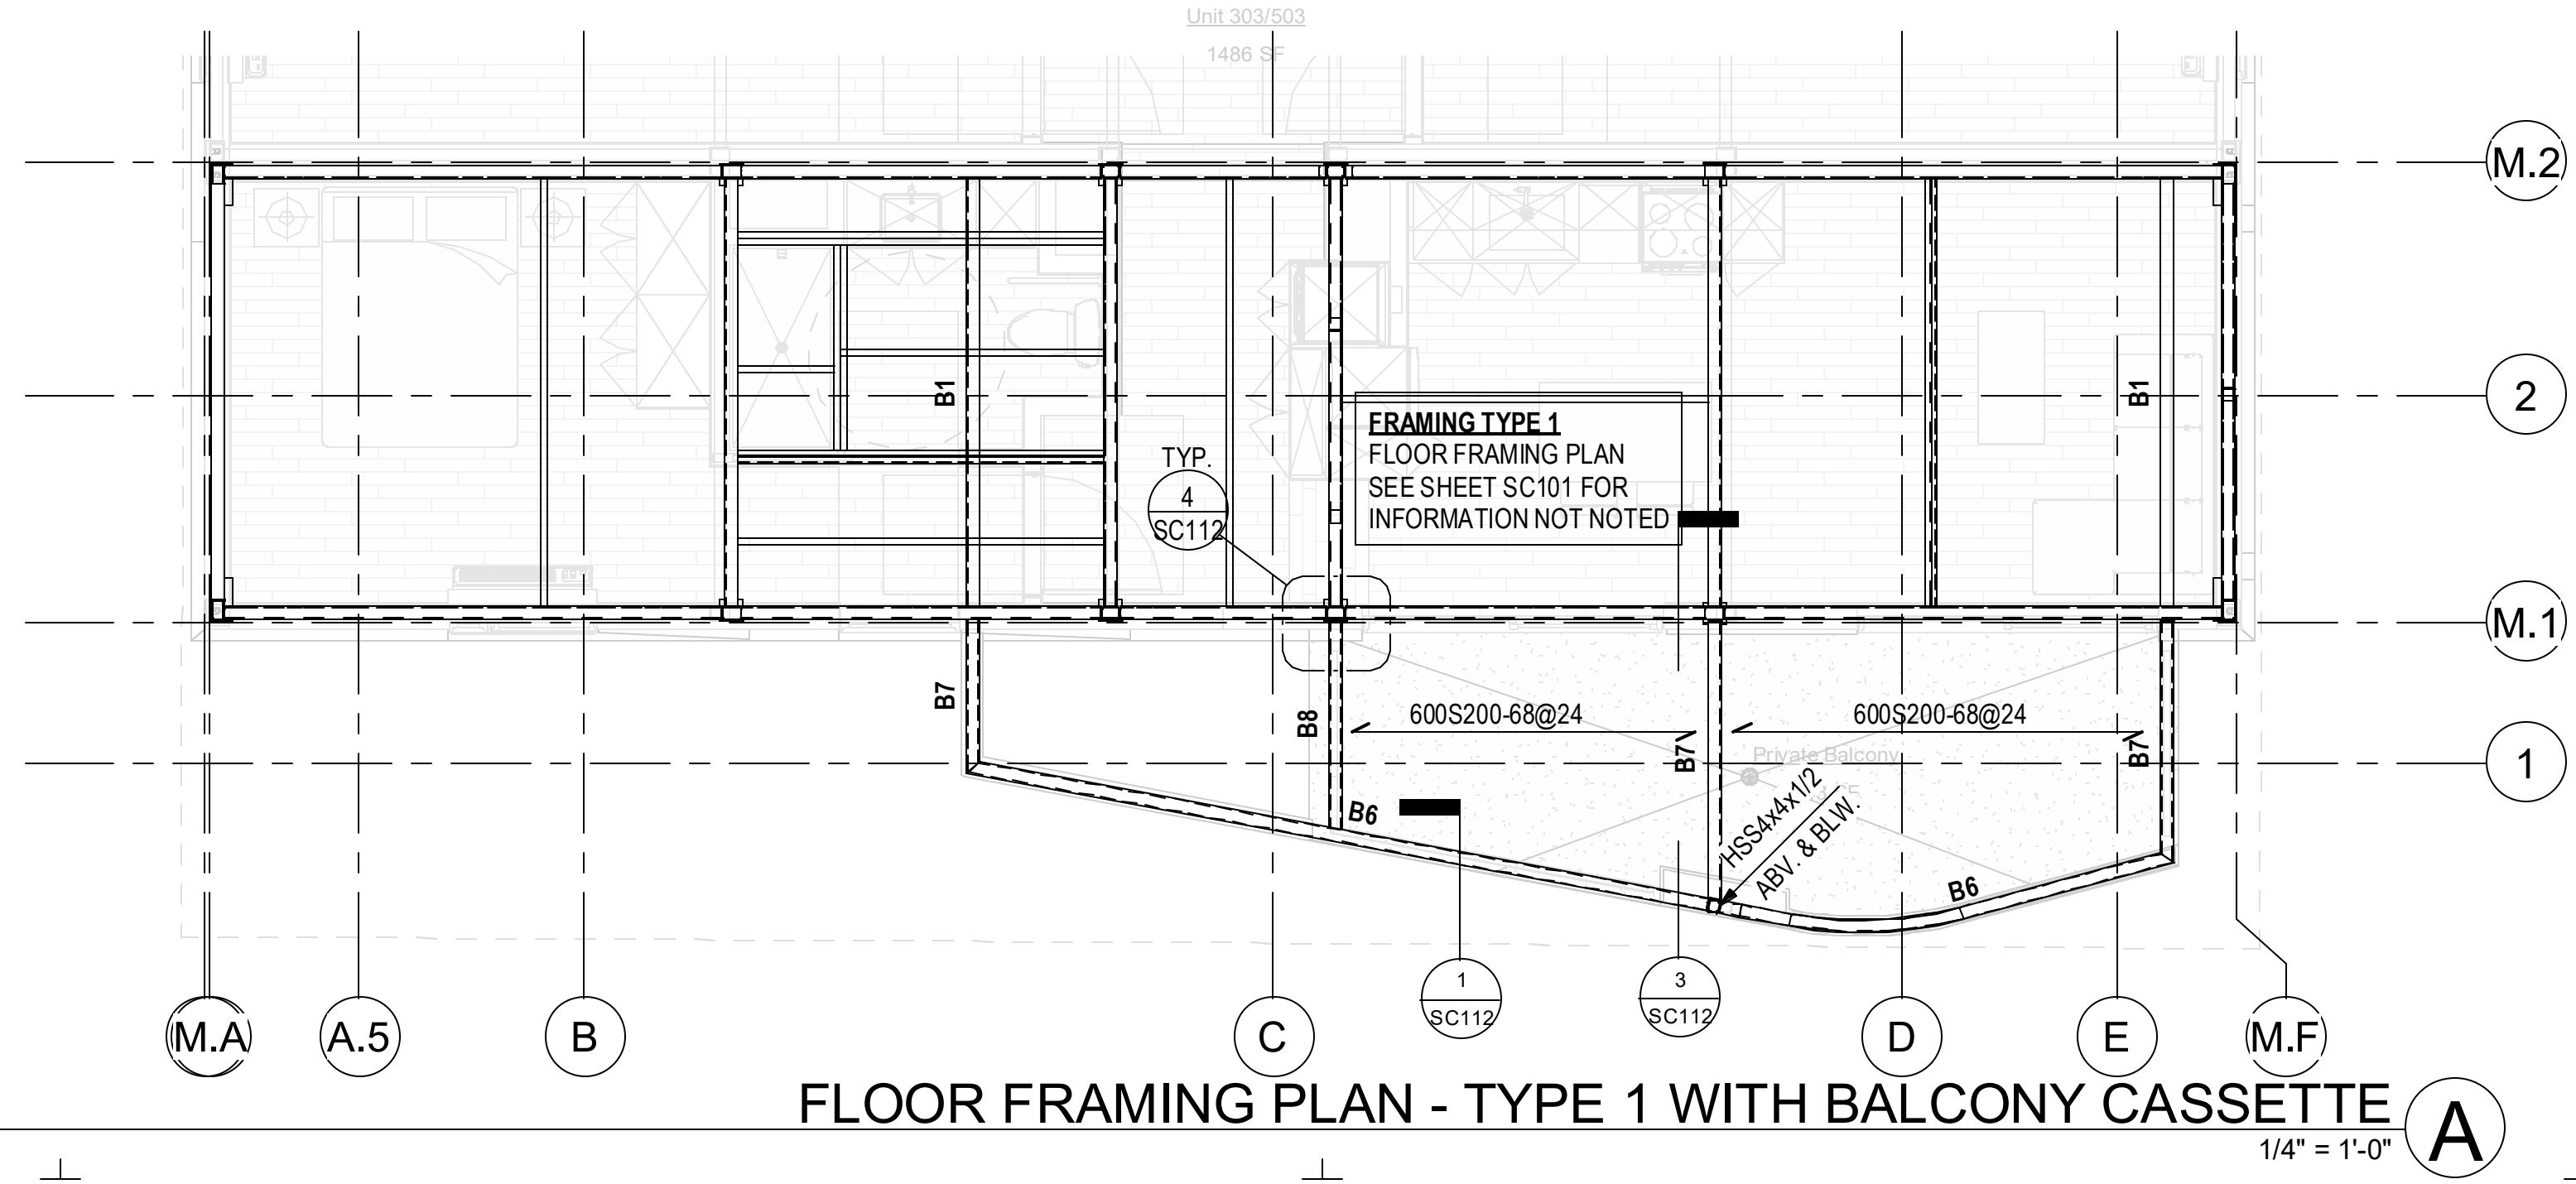 Unit 303/503
1486 SF
M.2
2
M.1
1
B1
B1
TYP.
4
SC112
FRAMING TYPE 1
FLOOR FRAMING PLAN
SEE SHEET SC101 FOR
INFORMATION NOT NOTED
B7
B8
600S200-68@24
600S200-68@24
B7
B7
Private Balcony
SF
HSS4x4x1/2
ABV. & BLW.
B6
B6
1
SC112
3
SC112
M.A
A.5
B
C
D
E
M.F
FLOOR FRAMING PLAN - TYPE 1 WITH BALCONY CASSETTE
A
1/4" = 1'-0"